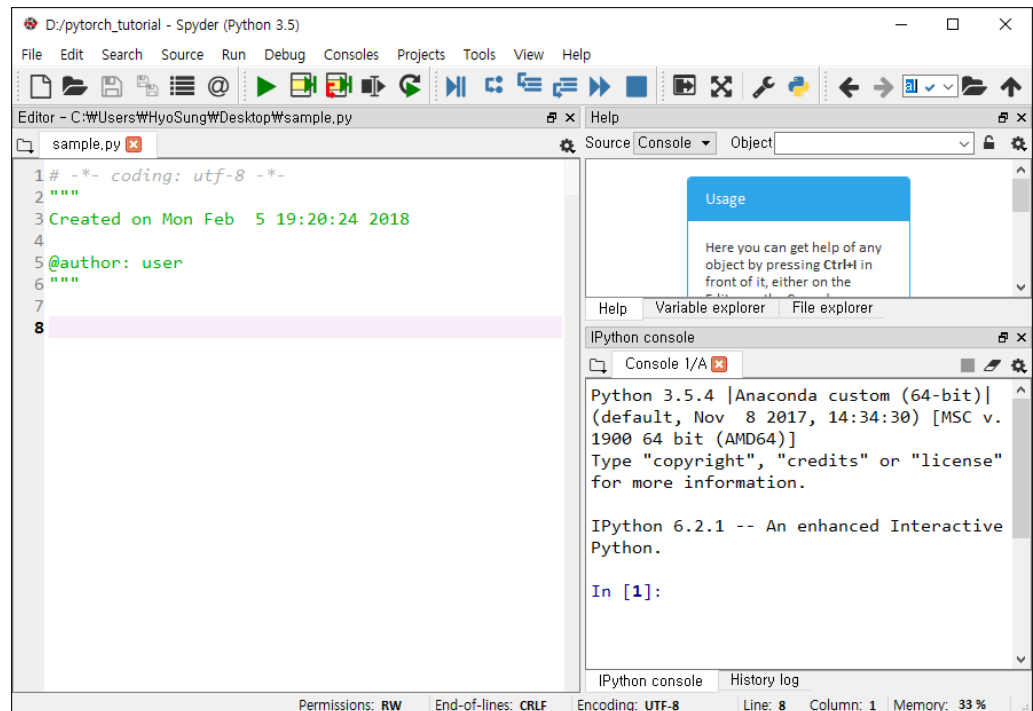 D:/pytorch_tutorial - Spyder (Python 3.5)
File Edit Search Source Run Debug Consoles Projects Tools View Help
Editor - C:₩Users₩HyoSung₩Desktop₩sample.py
sample.py
1 # -*- coding: utf-8 -*-
2 """
3 Created on Mon Feb  5 19:20:24 2018
4
5 @author: user
6 """
7
8
Help
Source Console Object
Usage
Here you can get help of any
object by pressing Ctrl+I in
front of it, either on the
Help Variable explorer File explorer
IPython console
Console 1/A
Python 3.5.4 |Anaconda custom (64-bit)|
(default, Nov  8 2017, 14:34:30) [MSC v.
1900 64 bit (AMD64)]
Type "copyright", "credits" or "license"
for more information.
IPython 6.2.1 -- An enhanced Interactive
Python.
In [1]:
IPython console History log
Permissions: RW End-of-lines: CRLF Encoding: UTF-8 Line: 8 Column: 1 Memory: 33 %